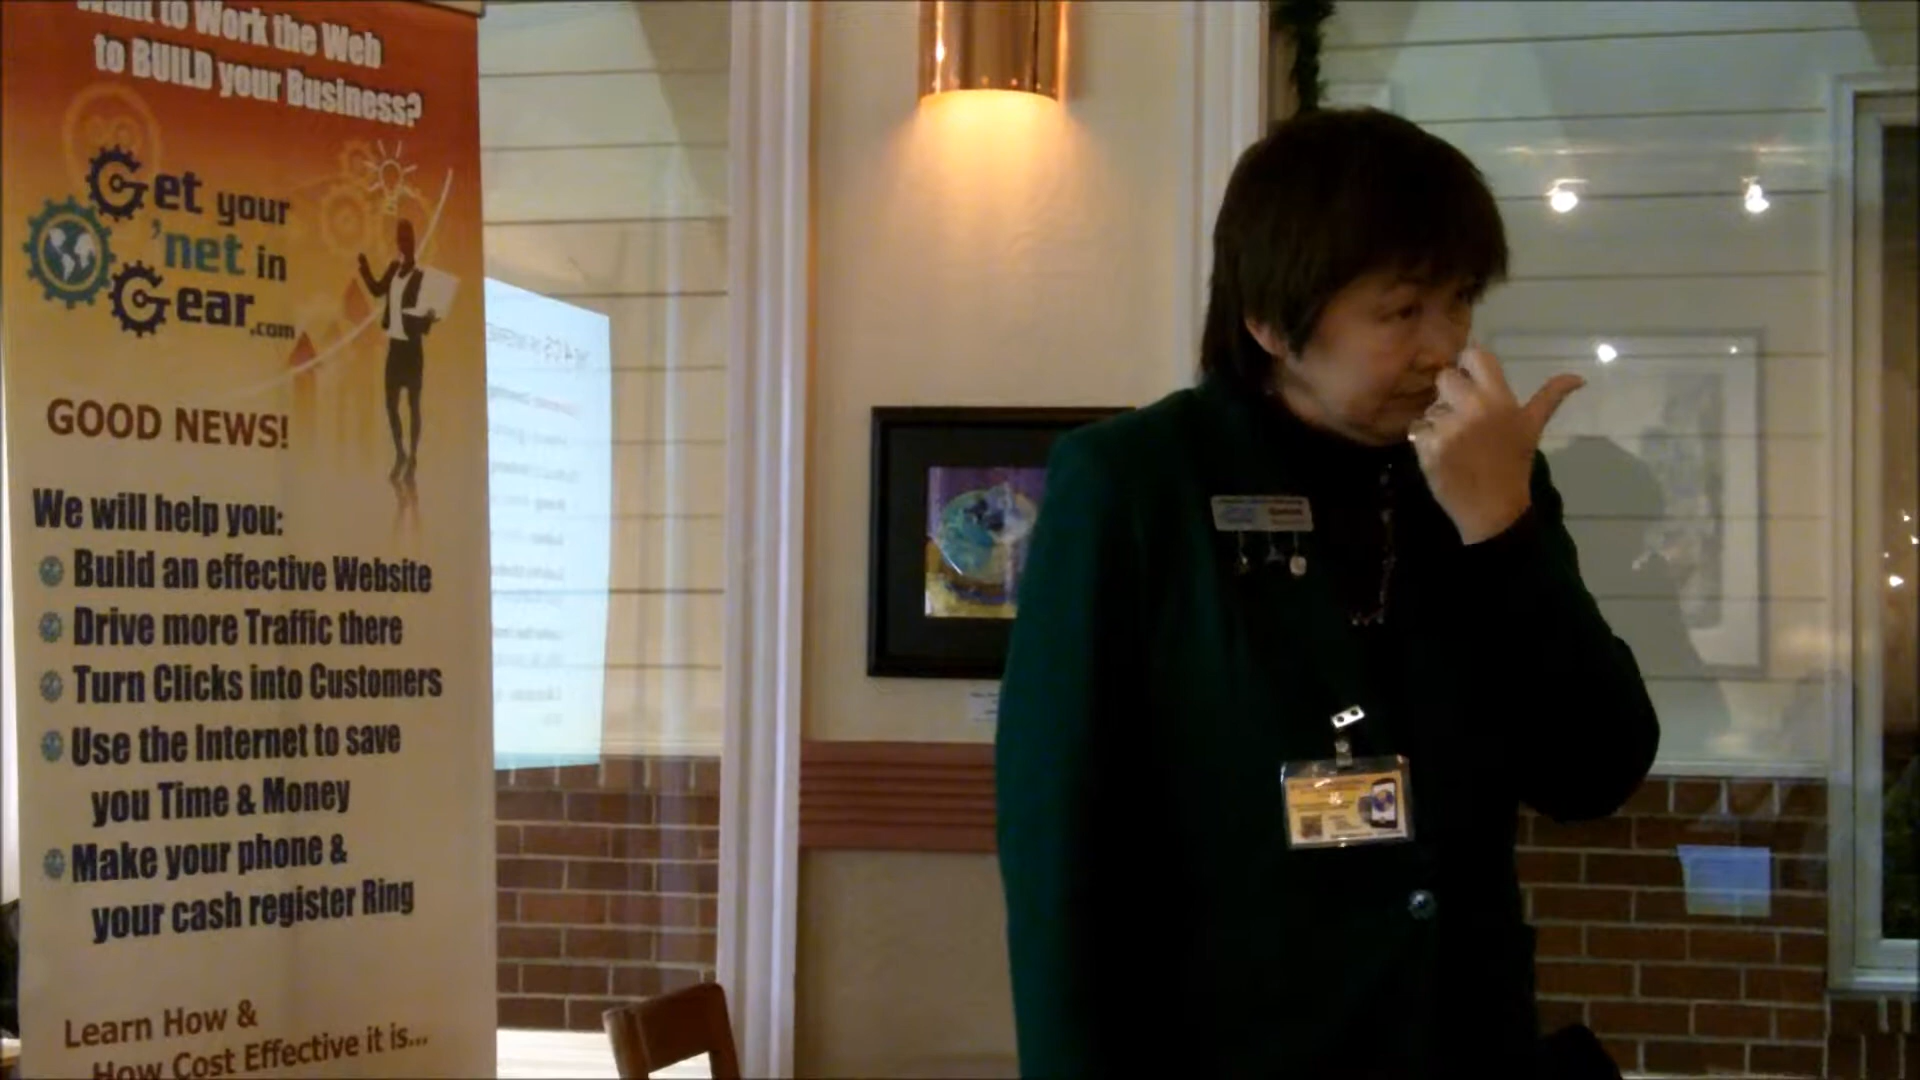 Want to Work the Web
to BUILD your Business?
Get your
'net in
Gear.com
GOOD NEWS!
We will help you:
Build an effective Website
Drive more Traffic there
Turn Clicks into Customers
Use the Internet to save
you Time & Money
Make your phone &
your cash register Ring
Learn How &
How Cost Effective it is...